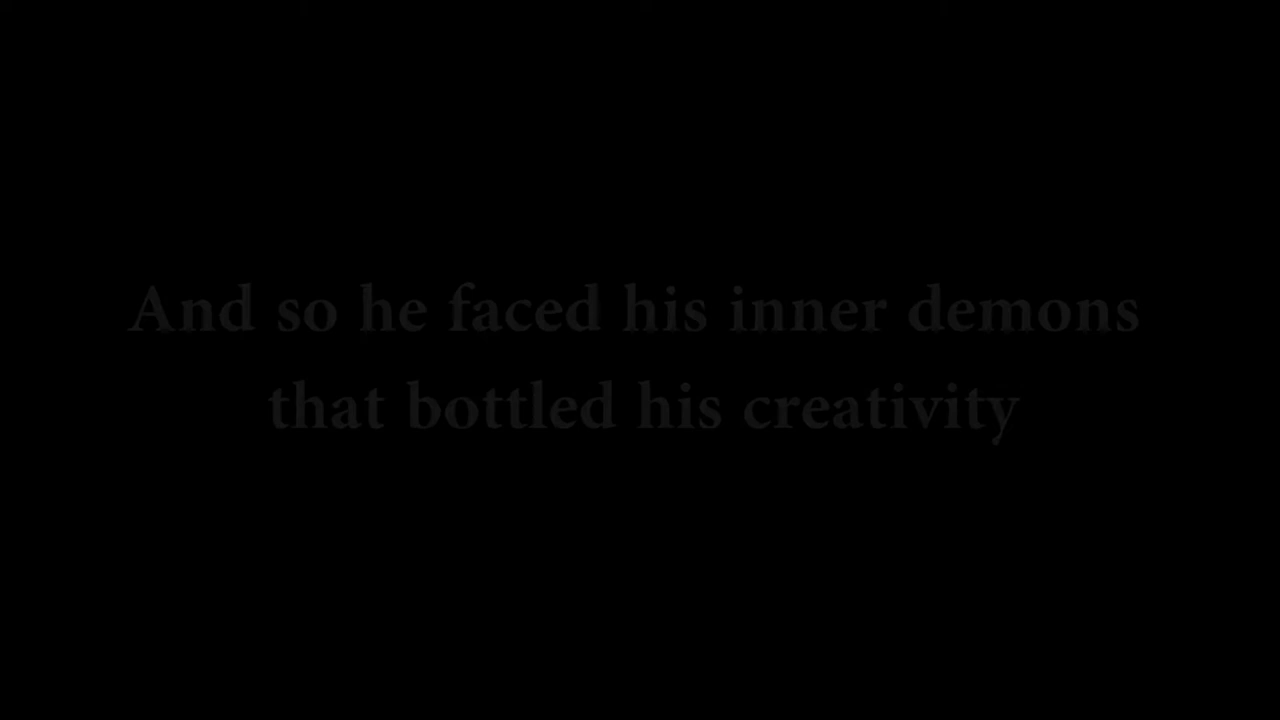 And so he faced his inner demons
that bottled his creativity